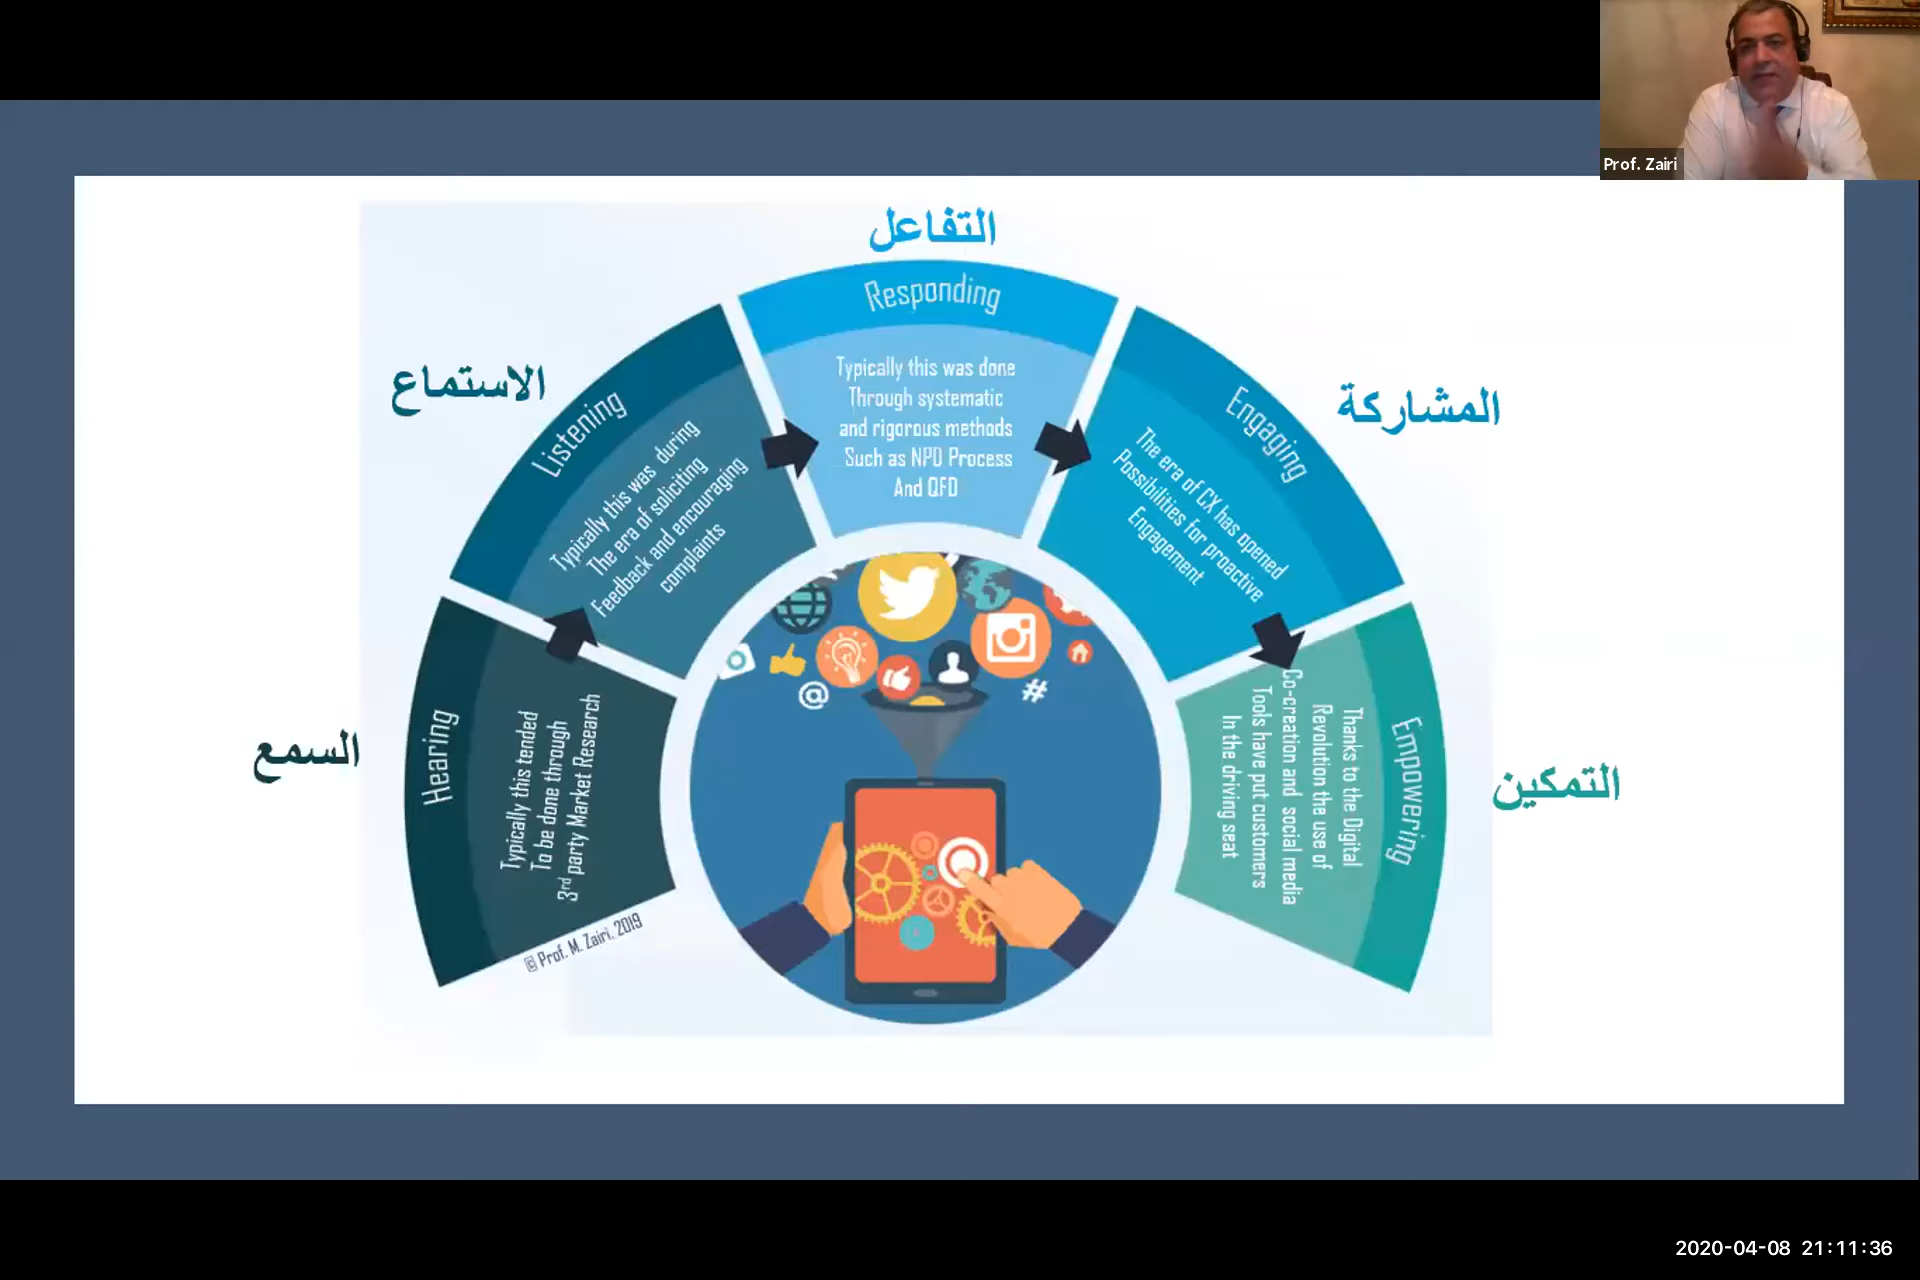 Prof. Zairi
التفاعل
Responding
Typically this was done
Through systematic
and rigorous methods
Such as NPD Process
And QFD
الاستماع
Listening
Typically this was during
The era of soliciting
Feedback and encouraging
complaints
المشاركة
Engaging
The era of CX has opened
Possibilities for proactive
Engagement
السمع
Hearing
Typically this tended
To be done through
3rd party Market Research
© Prof. M. Zairi, 2019
التمكين
Empowering
Thanks to the Digital
Revolution the use of
Co-creation and social media
Tools have put customers
In the driving seat
@
#
2020-04-08 21:11:36